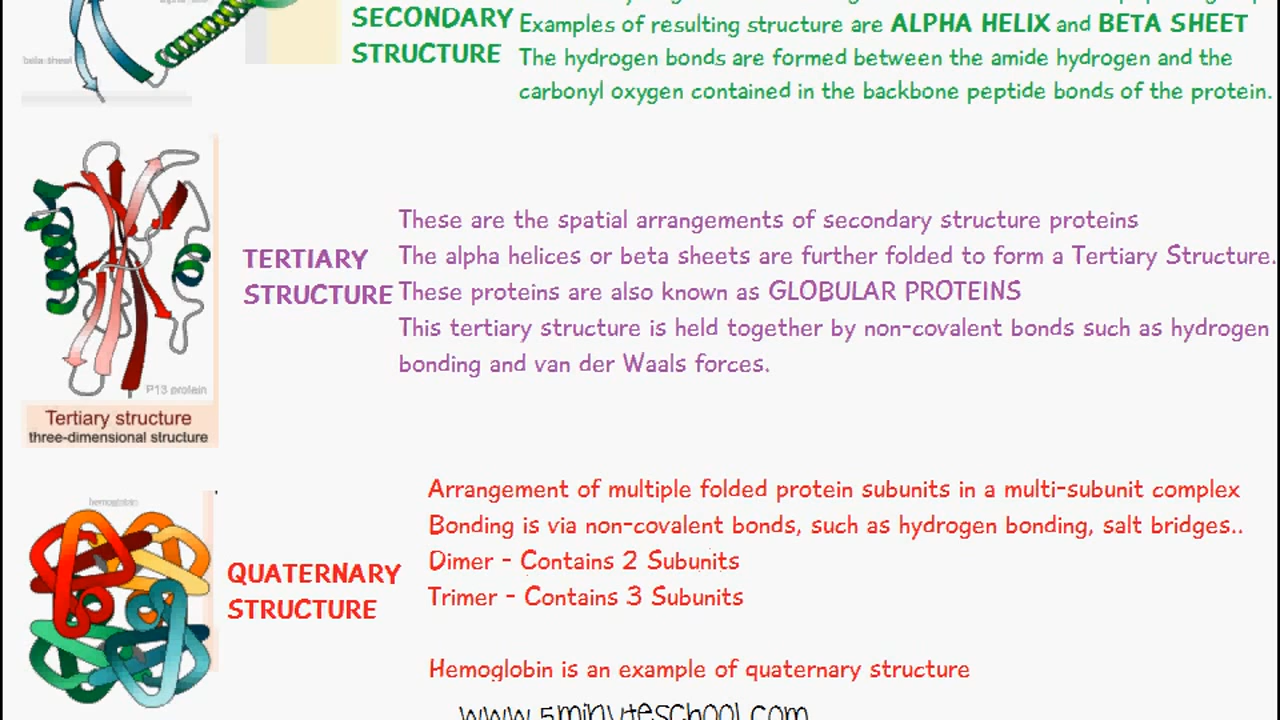 SECONDARY
STRUCTURE
Examples of resulting structure are ALPHA HELIX and BETA SHEET
The hydrogen bonds are formed between the amide hydrogen and the
carbonyl oxygen contained in the backbone peptide bonds of the protein.
beta sheet
TERTIARY
STRUCTURE
These are the spatial arrangements of secondary structure proteins
The alpha helices or beta sheets are further folded to form a Tertiary Structure.
These proteins are also known as GLOBULAR PROTEINS
This tertiary structure is held together by non-covalent bonds such as hydrogen
bonding and van der Waals forces.
P13 protein
Tertiary structure
three-dimensional structure
hemoglobin
QUATERNARY
STRUCTURE
Arrangement of multiple folded protein subunits in a multi-subunit complex
Bonding is via non-covalent bonds, such as hydrogen bonding, salt bridges..
Dimer - Contains 2 Subunits
Trimer - Contains 3 Subunits
Hemoglobin is an example of quaternary structure
www.5minuteschool.com